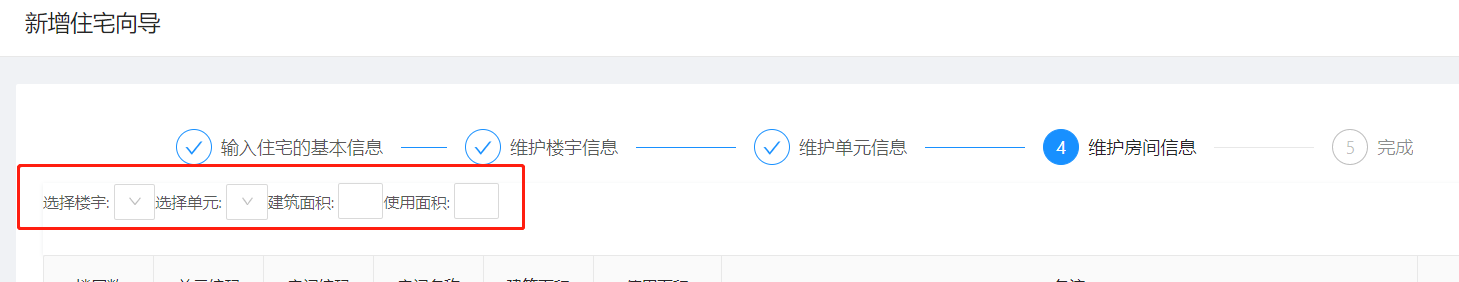 新增住宅向导
输入住宅的基本信息 维护楼宇信息 维护单元信息 4 维护房间信息 5 完成
选择楼宇: 选择单元: 建筑面积: 使用面积: